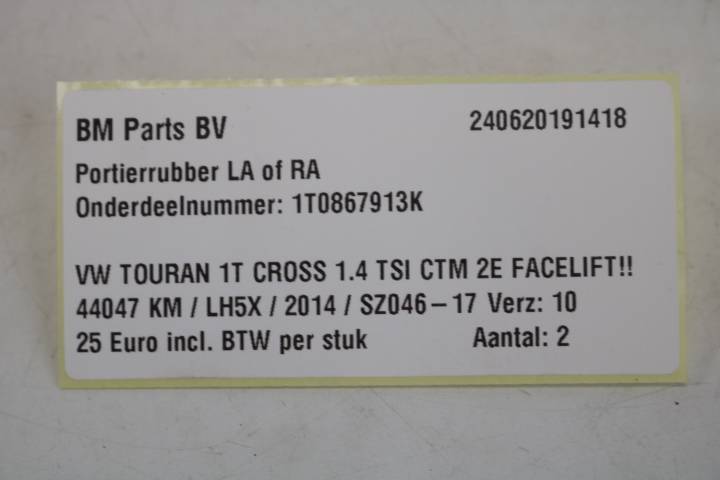 BM Parts BV 240620191418
Portierrubber LA of RA
Onderdeelnummer: 1T0867913K
VW TOURAN 1T CROSS 1.4 TSI CTM 2E FACELIFT!!
44047 KM / LH5X / 2014 / SZ046-17 Verz: 10
25 Euro incl. BTW per stuk Aantal: 2